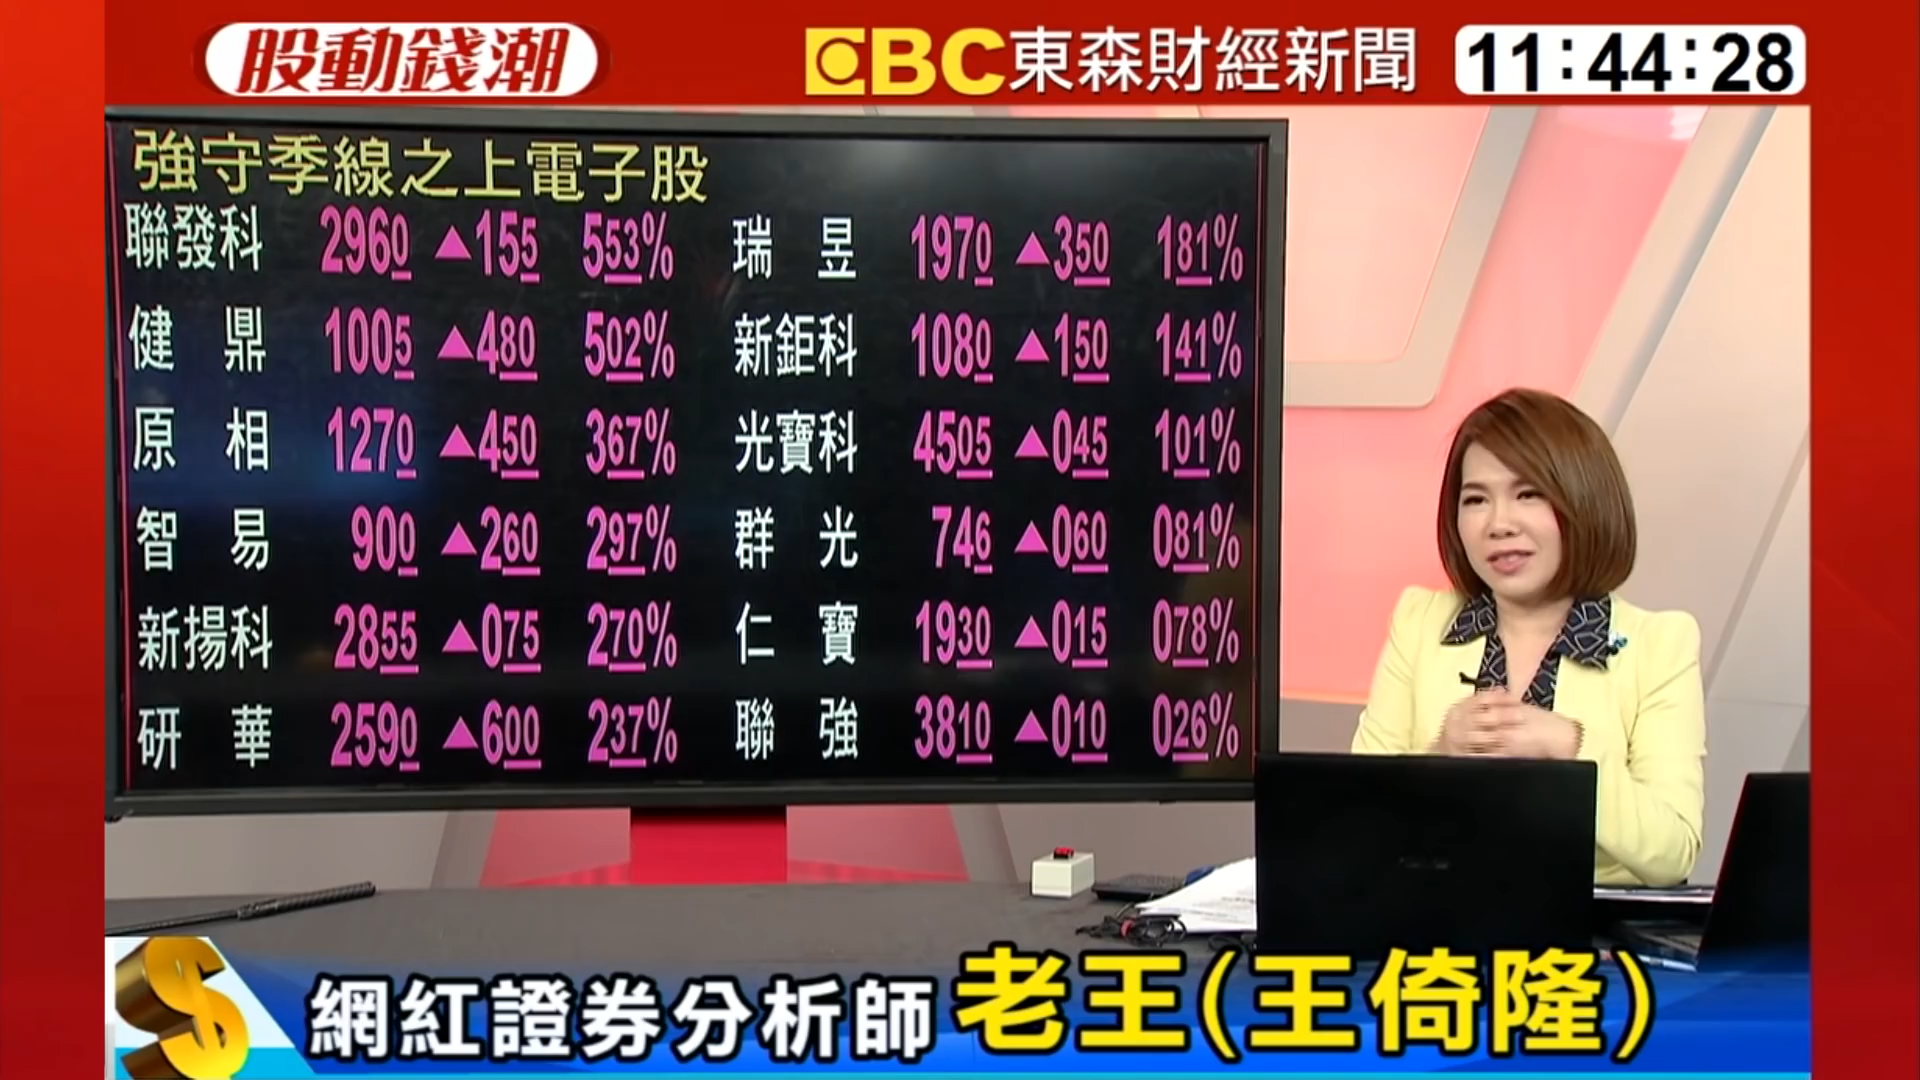 股動錢潮
EBC東森財經新聞
11:44:28
強守季線之上電子股
聯發科 2960 ▲155 553% 瑞昱 1970 ▲350 181%
健鼎 1005 ▲480 502% 新鉅科 1080 ▲150 141%
原相 1270 ▲450 367% 光寶科 4505 ▲045 101%
智易 900 ▲260 297% 群光 746 ▲060 081%
新揚科 2855 ▲075 270% 仁寶 1930 ▲015 078%
研華 2590 ▲600 237% 聯強 3810 ▲010 026%
$
網紅證券分析師 老王(王倚隆)